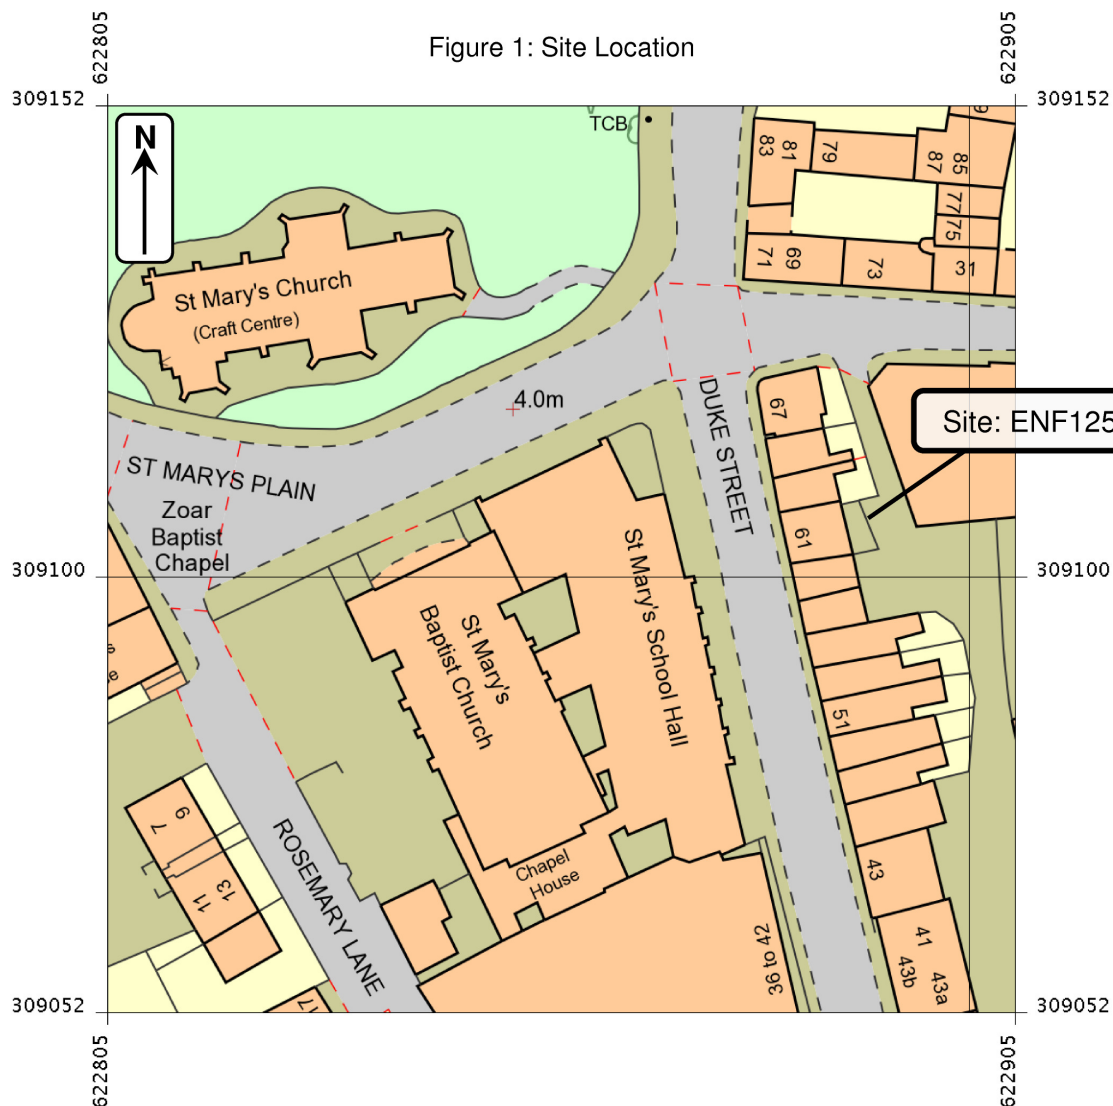 Figure 1: Site Location
622805
622905
309152
309152
N
TCB
83
81
79
87
85
9
77
75
71
69
73
31
St Mary's Church
(Craft Centre)
4.0m
DUKE STREET
67
Site: ENF125
ST MARYS PLAIN
Zoar
Baptist
Chapel
61
309100
309100
St Mary's
Baptist Church
St Mary's School Hall
s
e
51
9
7
13
11
ROSEMARY LANE
Chapel
House
43
36 to 42
41
43b
43a
17
309052
309052
622805
622905